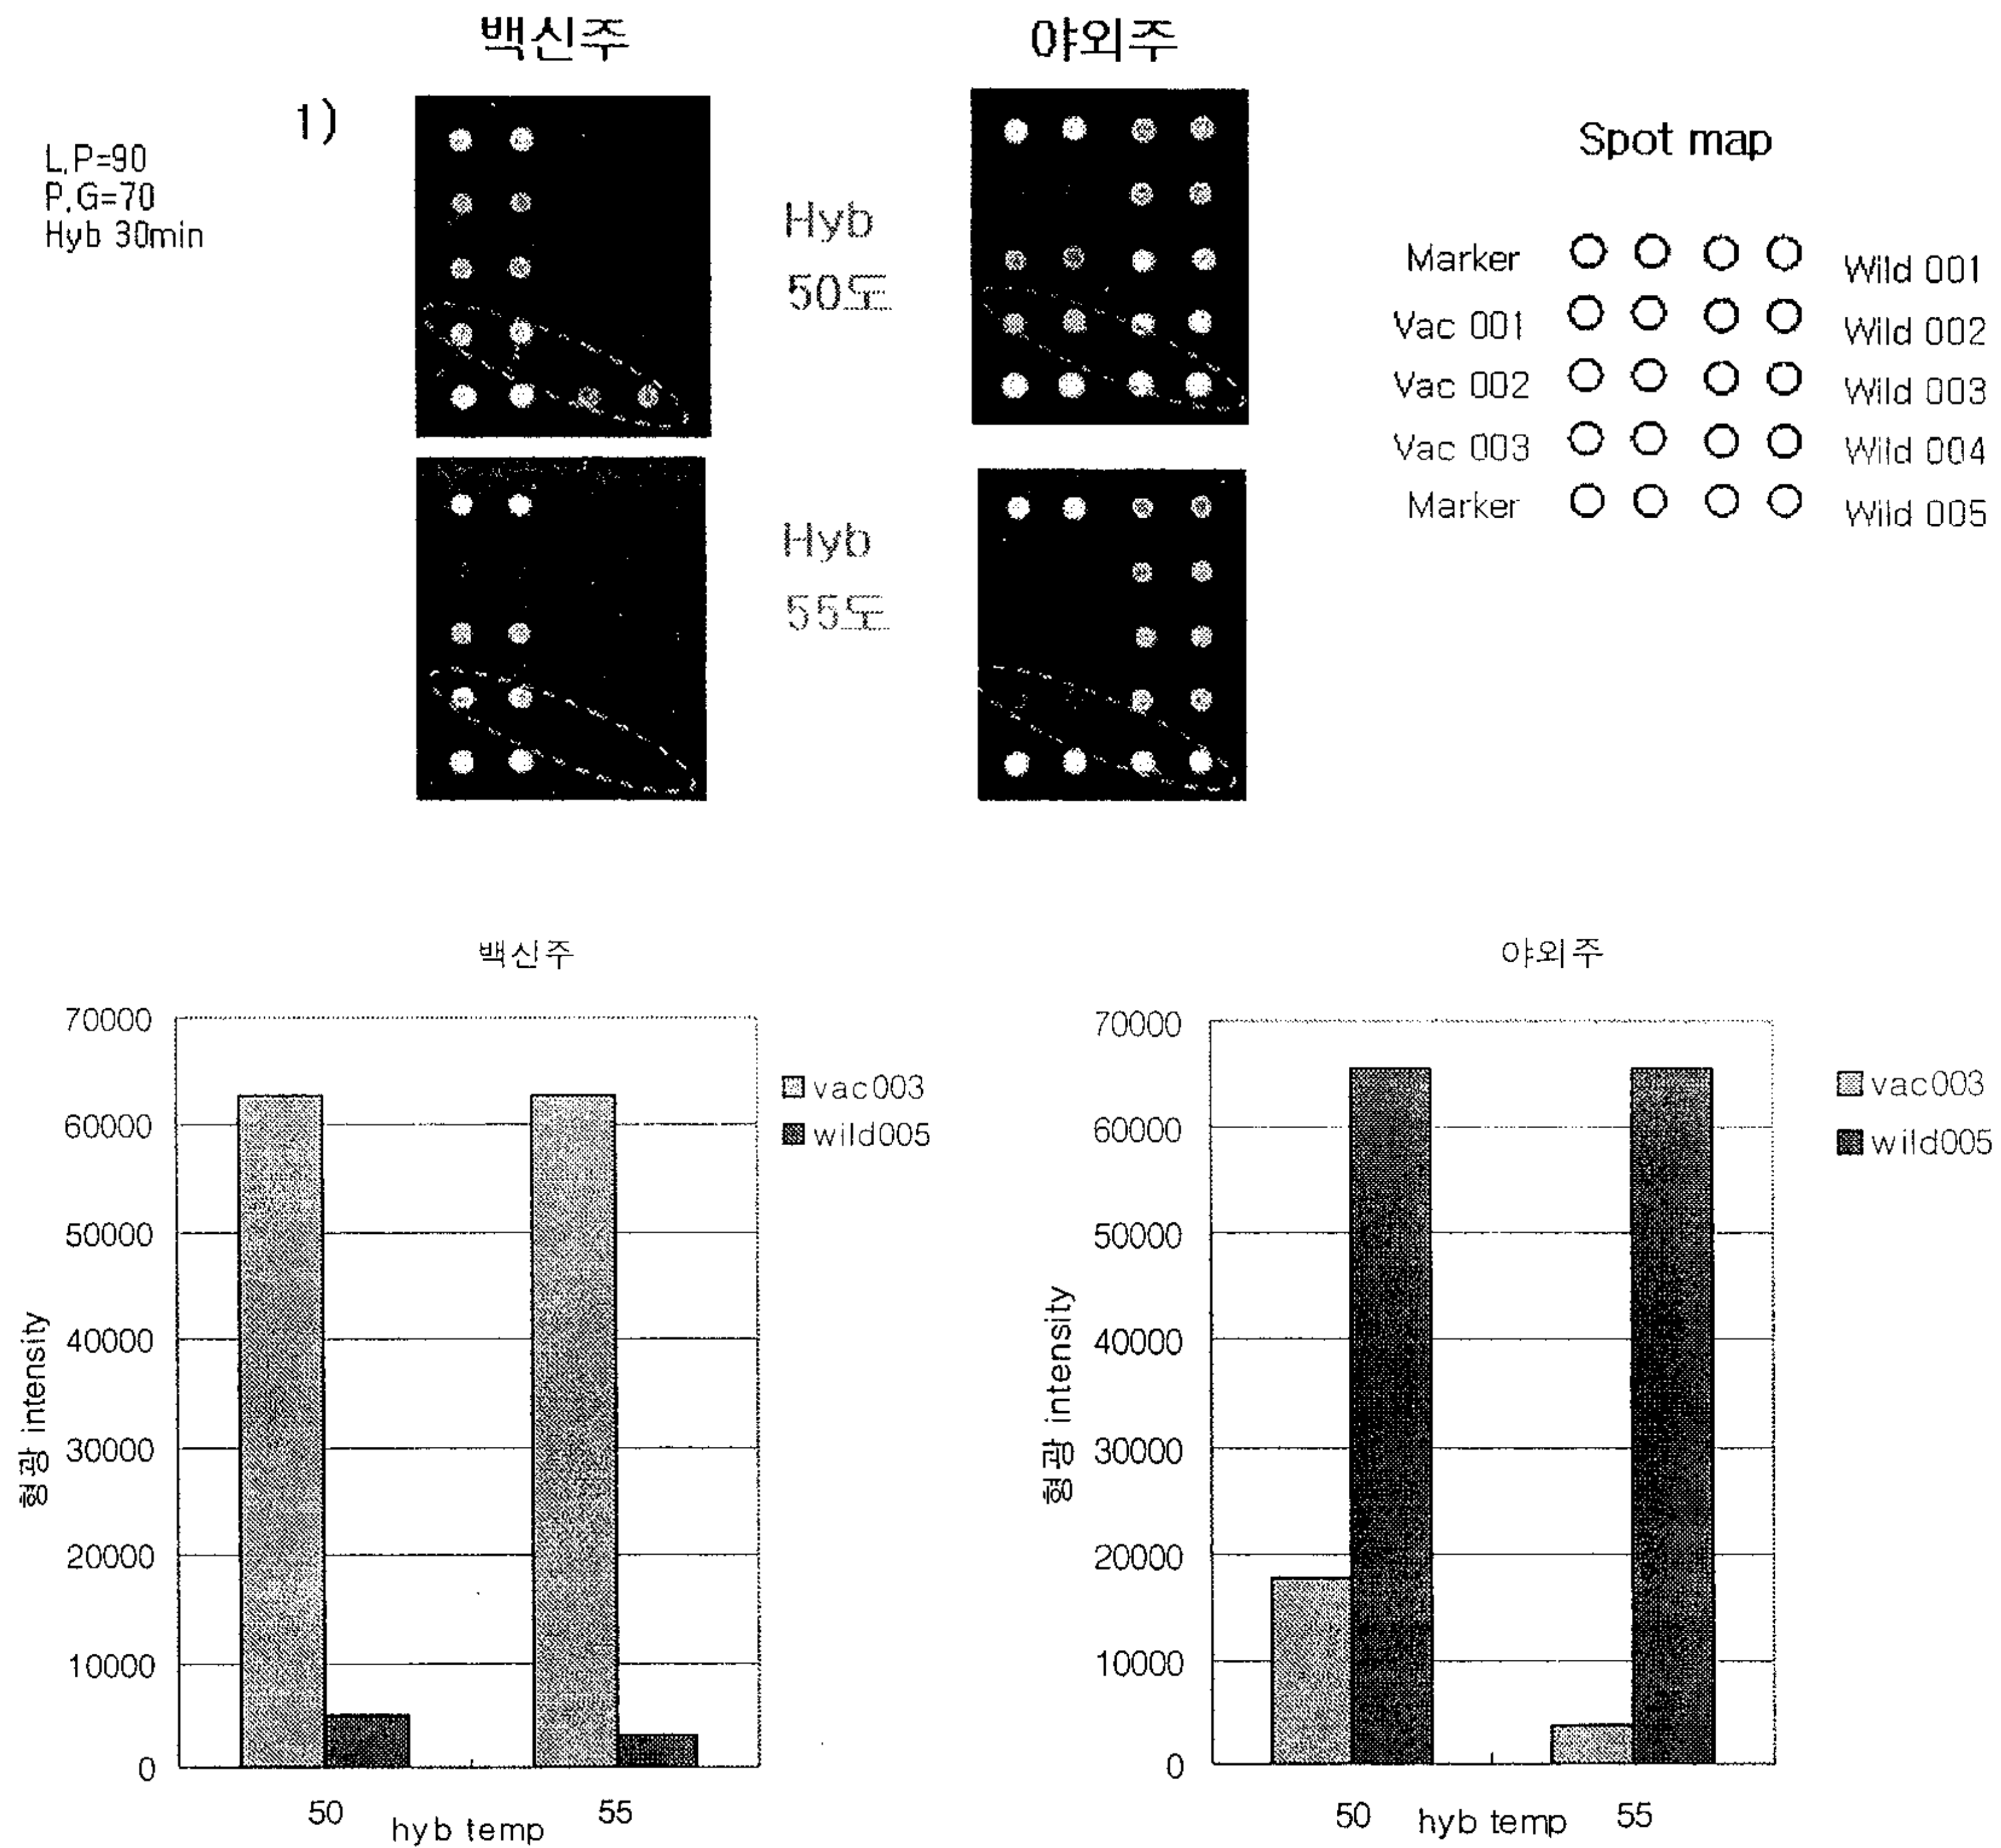 백신주
야외주
1)
L.P=90
P.G=70
Hyb 30min
Hyb
50도
Hyb
55도
Spot map
Marker
Wild 001
Vac 001
Wild 002
Vac 002
Wild 003
Vac 003
Wild 004
Marker
Wild 005
백신주
70000
60000
50000
40000
30000
20000
10000
0
형광 intensity
50
55
hyb temp
vac003
wild005
야외주
70000
60000
50000
40000
30000
20000
10000
0
형광 intensity
50
55
hyb temp
vac003
wild005